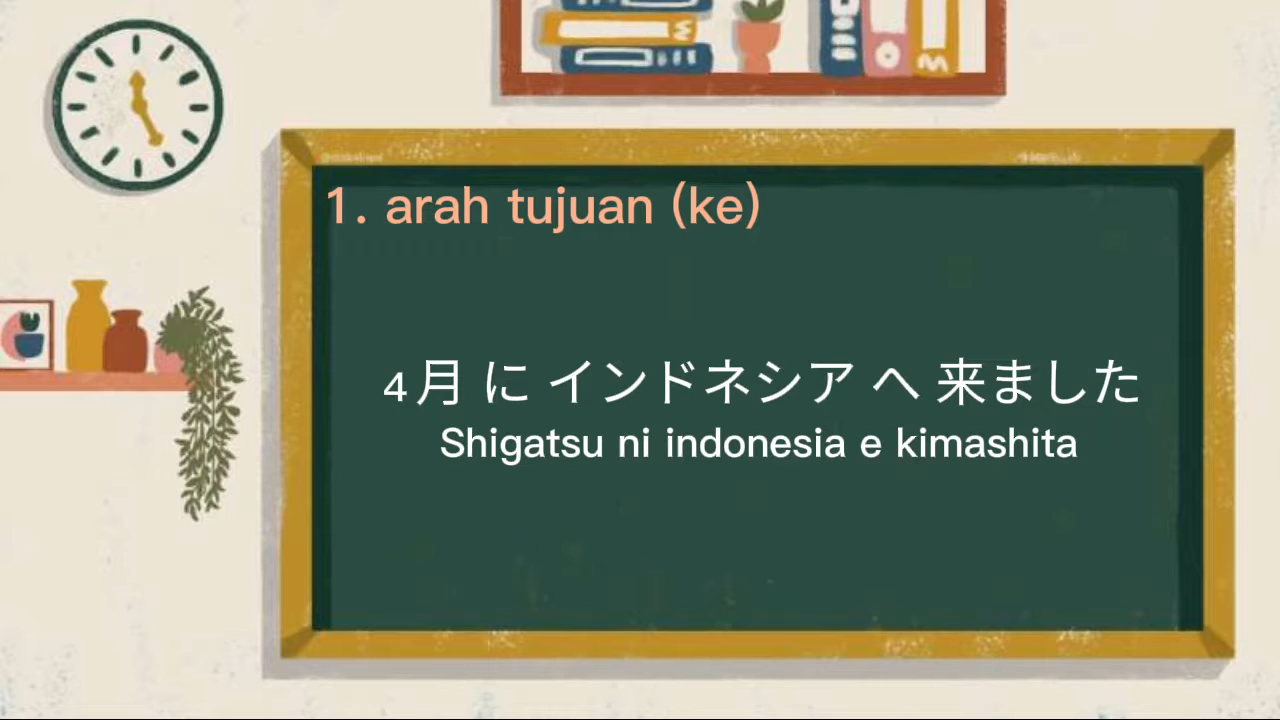 1. arah tujuan (ke)
4月 に インドネシア へ 来ました
Shigatsu ni indonesia e kimashita